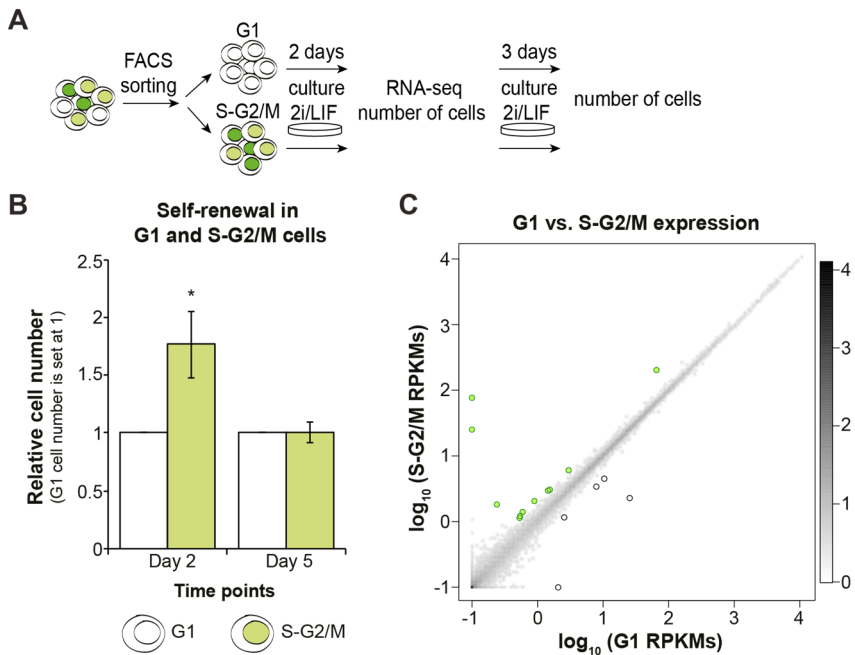 A
FACS
sorting
G1
S-G2/M
2 days
culture
2i/LIF
RNA-seq
number of cells
3 days
culture
2i/LIF
number of cells
B
Self-renewal in
G1 and S-G2/M cells
Relative cell number
(G1 cell number is set at 1)
2.5
2
1.5
1
0.5
0
*
Day 2
Day 5
Time points
G1
S-G2/M
C
G1 vs. S-G2/M expression
log10 (S-G2/M RPKMs)
4
3
2
1
0
-1
-1 0 1 2 3 4
log10 (G1 RPKMs)
4
3
2
1
0